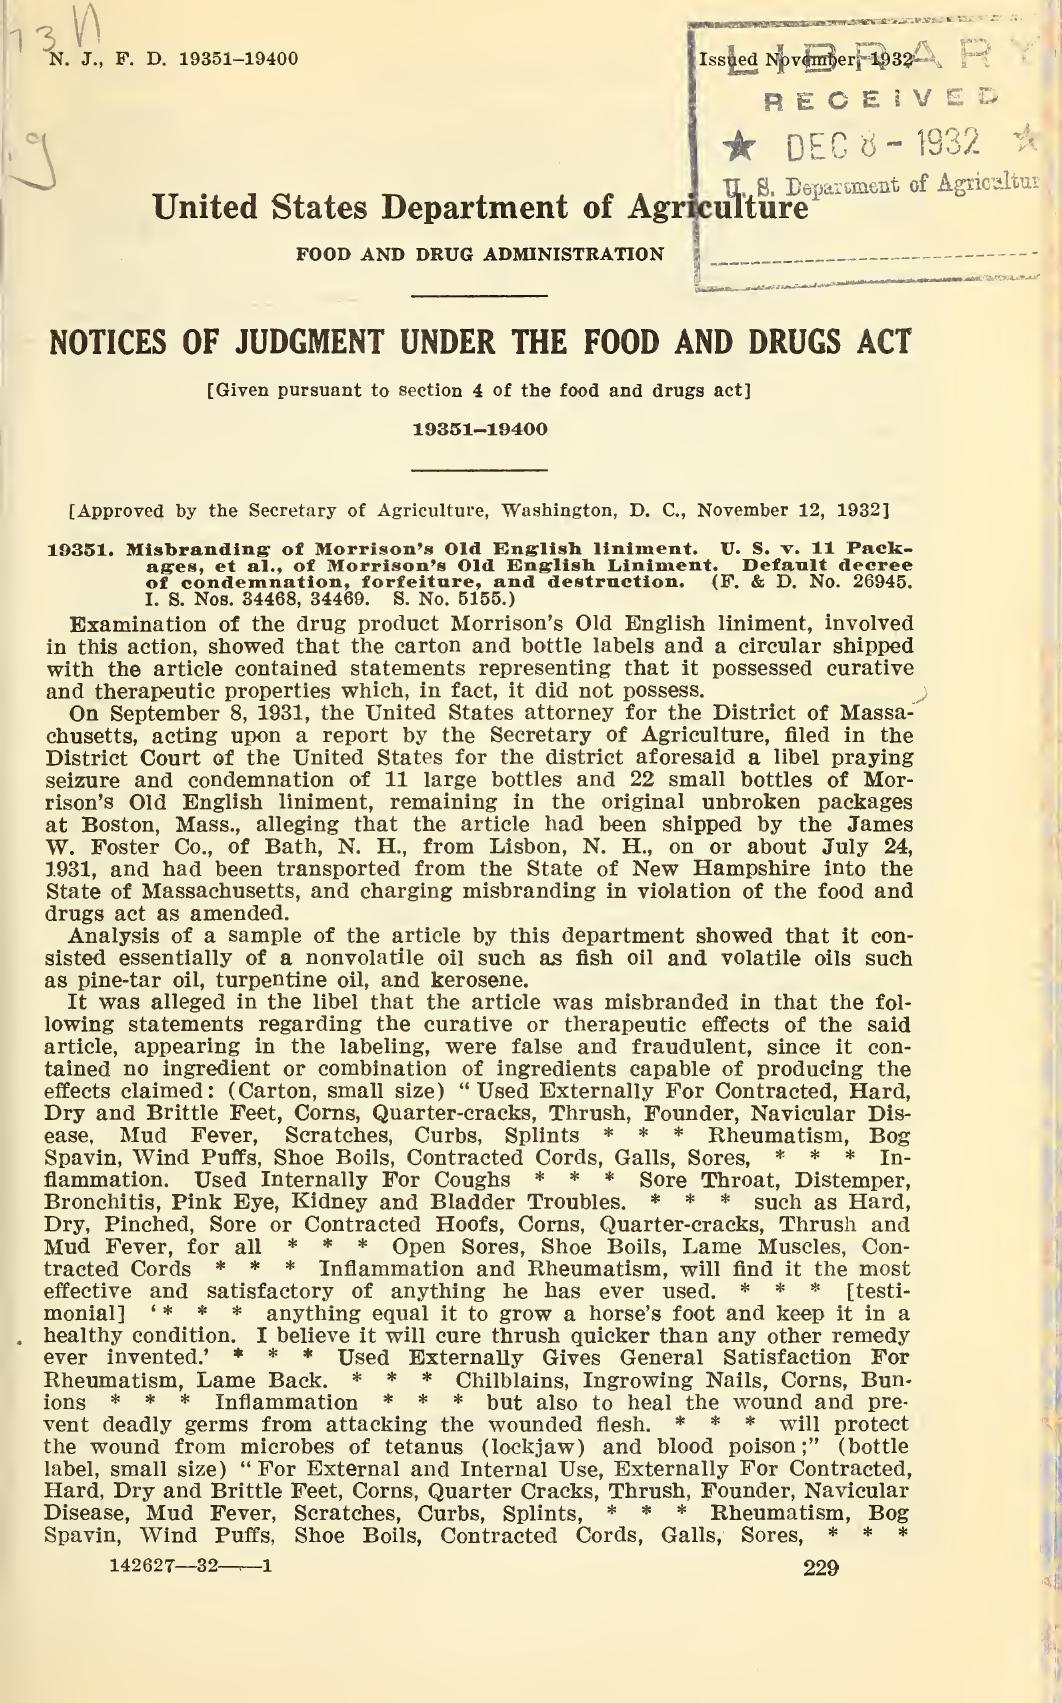 13 N
N. J., F. D. 19351–19400
Issued November, 1932
LIBRARY
RECEIVED
★ DEC 8 - 1932 ★
U. S. Department of Agricultur
g
United States Department of Agriculture
FOOD AND DRUG ADMINISTRATION
NOTICES OF JUDGMENT UNDER THE FOOD AND DRUGS ACT
[Given pursuant to section 4 of the food and drugs act]
19351–19400
[Approved by the Secretary of Agriculture, Washington, D. C., November 12, 1932]
19351. Misbranding of Morrison's Old English liniment. U. S. v. 11 Pack-
ages, et al., of Morrison's Old English Liniment. Default decree
of condemnation, forfeiture, and destruction. (F. & D. No. 26945.
I. S. Nos. 34468, 34469. S. No. 5155.)
Examination of the drug product Morrison's Old English liniment, involved
in this action, showed that the carton and bottle labels and a circular shipped
with the article contained statements representing that it possessed curative
and therapeutic properties which, in fact, it did not possess.
On September 8, 1931, the United States attorney for the District of Massa-
chusetts, acting upon a report by the Secretary of Agriculture, filed in the
District Court of the United States for the district aforesaid a libel praying
seizure and condemnation of 11 large bottles and 22 small bottles of Mor-
rison's Old English liniment, remaining in the original unbroken packages
at Boston, Mass., alleging that the article had been shipped by the James
W. Foster Co., of Bath, N. H., from Lisbon, N. H., on or about July 24,
1931, and had been transported from the State of New Hampshire into the
State of Massachusetts, and charging misbranding in violation of the food and
drugs act as amended.
Analysis of a sample of the article by this department showed that it con-
sisted essentially of a nonvolatile oil such as fish oil and volatile oils such
as pine-tar oil, turpentine oil, and kerosene.
It was alleged in the libel that the article was misbranded in that the fol-
lowing statements regarding the curative or therapeutic effects of the said
article, appearing in the labeling, were false and fraudulent, since it con-
tained no ingredient or combination of ingredients capable of producing the
effects claimed: (Carton, small size) "Used Externally For Contracted, Hard,
Dry and Brittle Feet, Corns, Quarter-cracks, Thrush, Founder, Navicular Dis-
ease, Mud Fever, Scratches, Curbs, Splints * * * Rheumatism, Bog
Spavin, Wind Puffs, Shoe Boils, Contracted Cords, Galls, Sores, * * * In-
flammation. Used Internally For Coughs * * * Sore Throat, Distemper,
Bronchitis, Pink Eye, Kidney and Bladder Troubles. * * * such as Hard,
Dry, Pinched, Sore or Contracted Hoofs, Corns, Quarter-cracks, Thrush and
Mud Fever, for all * * * Open Sores, Shoe Boils, Lame Muscles, Con-
tracted Cords * * * Inflammation and Rheumatism, will find it the most
effective and satisfactory of anything he has ever used. * * * [testi-
monial] '* * * anything equal it to grow a horse's foot and keep it in a
healthy condition. I believe it will cure thrush quicker than any other remedy
ever invented.' * * * Used Externally Gives General Satisfaction For
Rheumatism, Lame Back. * * * Chilblains, Ingrowing Nails, Corns, Bun-
ions * * * Inflammation * * * but also to heal the wound and pre-
vent deadly germs from attacking the wounded flesh. * * * will protect
the wound from microbes of tetanus (lockjaw) and blood poison;" (bottle
label, small size) "For External and Internal Use, Externally For Contracted,
Hard, Dry and Brittle Feet, Corns, Quarter Cracks, Thrush, Founder, Navicular
Disease, Mud Fever, Scratches, Curbs, Splints, * * * Rheumatism, Bog
Spavin, Wind Puffs, Shoe Boils, Contracted Cords, Galls, Sores, * * *
142627—32——1
229